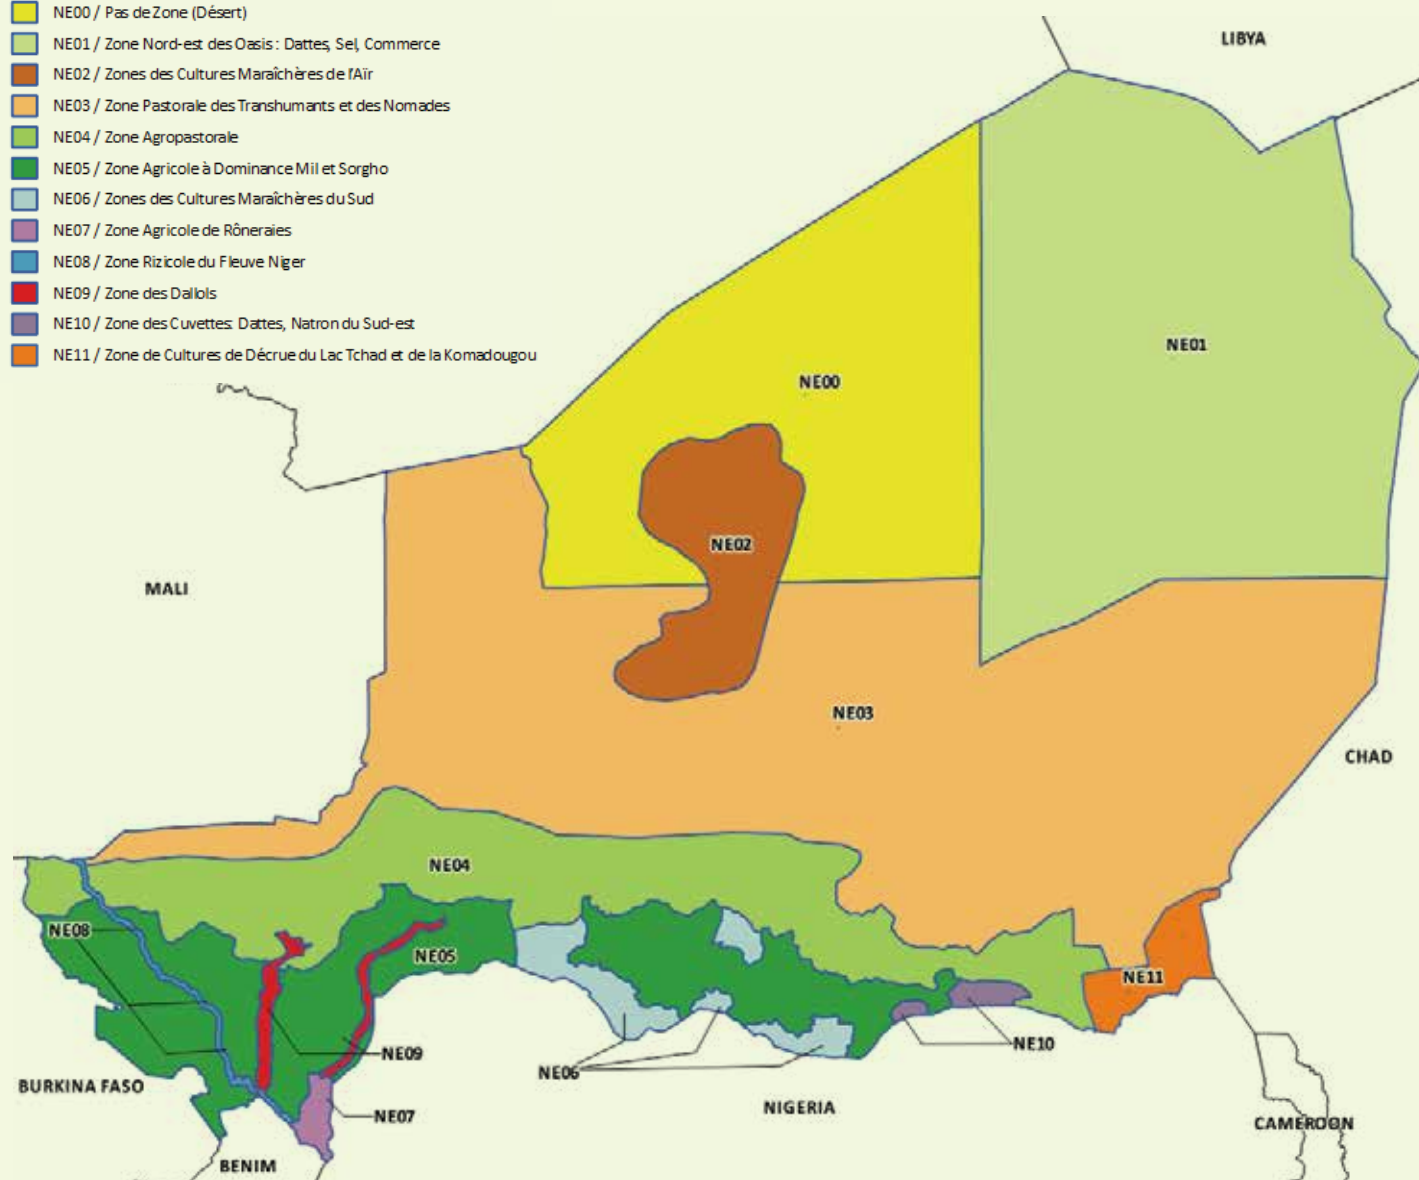 NE00 / Pas de Zone (Désert)
NE01 / Zone Nord-est des Oasis : Dattes, Sel, Commerce
NE02 / Zones des Cultures Maraîchères de l'Aïr
NE03 / Zone Pastorale des Transhumants et des Nomades
NE04 / Zone Agropastorale
NE05 / Zone Agricole à Dominance Mil et Sorgho
NE06 / Zones des Cultures Maraîchères du Sud
NE07 / Zone Agricole de Rôneraies
NE08 / Zone Rizicole du Fleuve Niger
NE09 / Zone des Dallols
NE10 / Zone des Cuvettes: Dattes, Natron du Sud-est
NE11 / Zone de Cultures de Décrue du Lac Tchad et de la Komadougou
LIBYA
NE01
NE00
NE02
MALI
NE03
CHAD
NE04
NE08
NE05
NE11
NE10
NE09
NE06
BURKINA FASO
NIGERIA
NE07
CAMEROON
BENIM